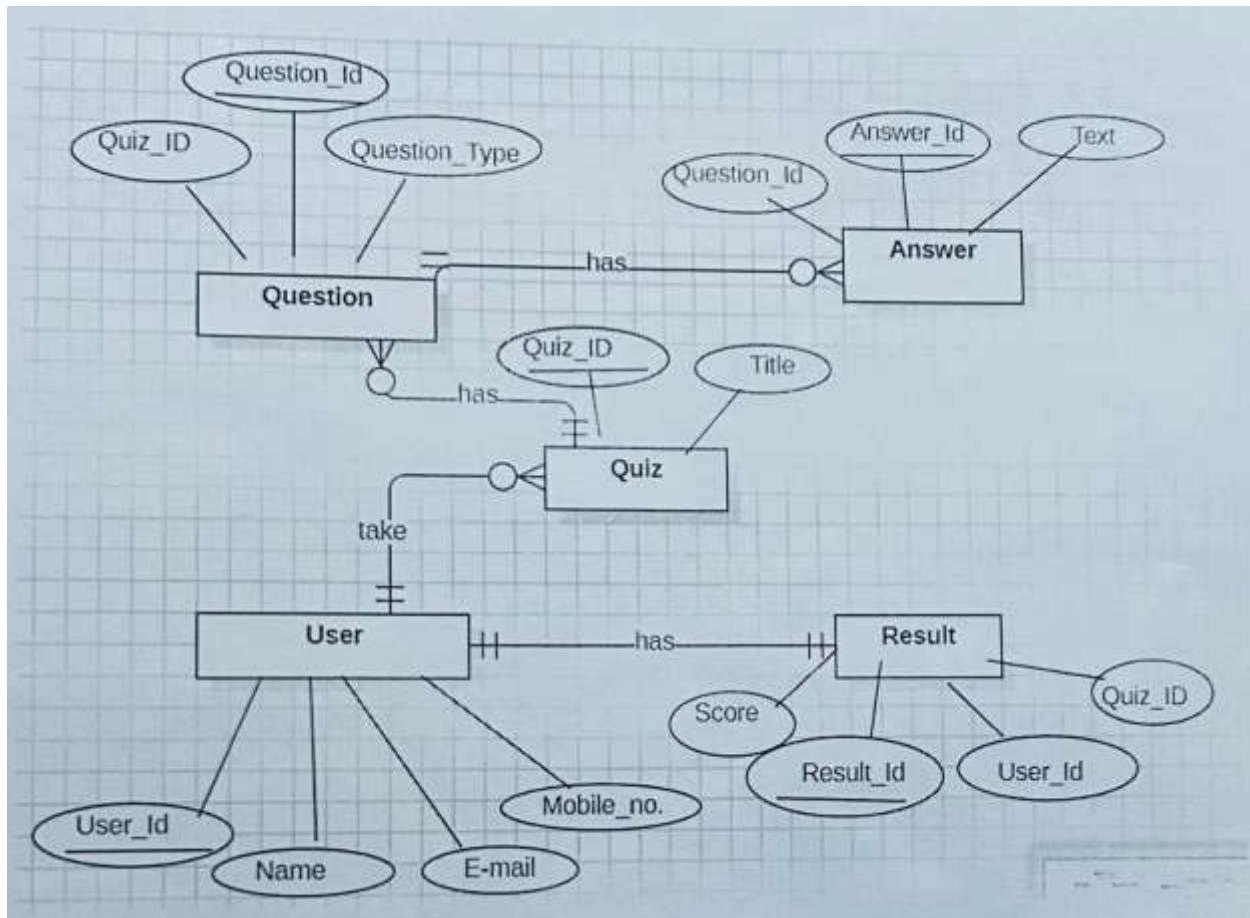 Question_Id
Quiz_ID
Question_Type
Answer_Id
Text
Question_Id
has
Answer
Question
Quiz_ID
Title
has
Quiz
take
User
has
Result
Score
Quiz_ID
Result_Id
User_Id
Mobile_no.
User_Id
Name
E-mail